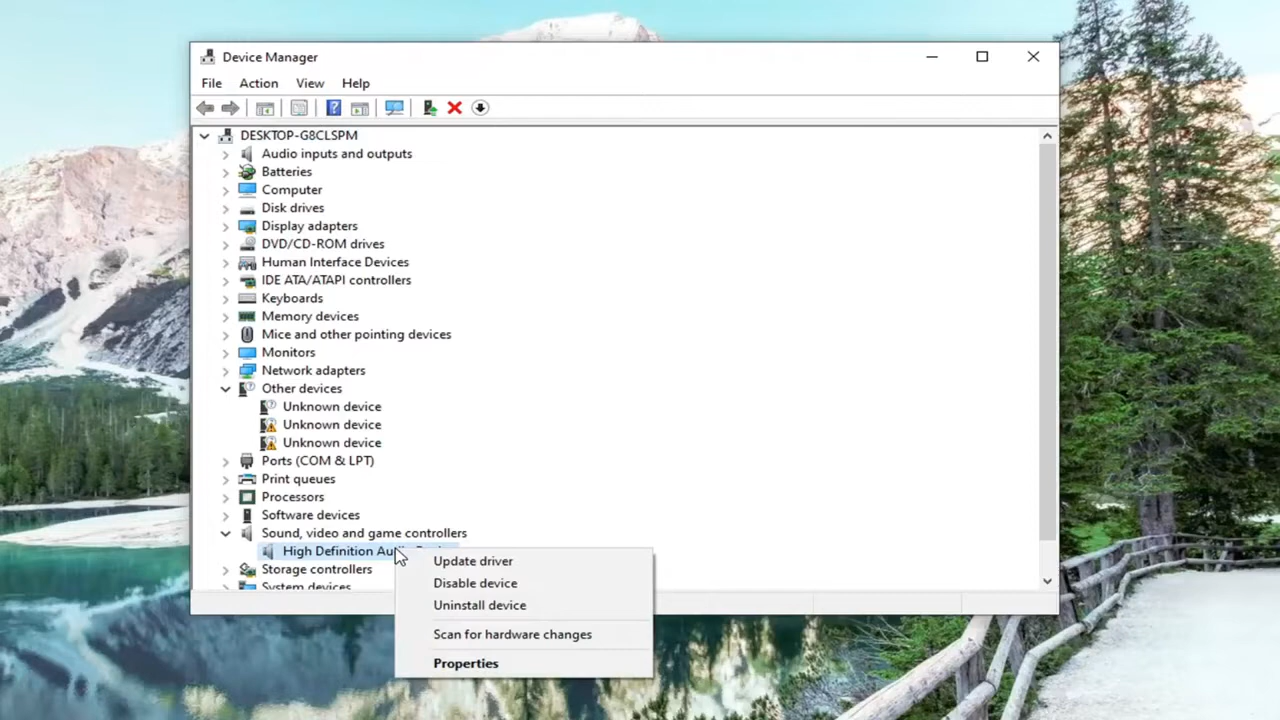 Device Manager
File Action View Help
DESKTOP-G8CLSPM
Audio inputs and outputs
Batteries
Computer
Disk drives
Display adapters
DVD/CD-ROM drives
Human Interface Devices
IDE ATA/ATAPI controllers
Keyboards
Memory devices
Mice and other pointing devices
Monitors
Network adapters
Other devices
Unknown device
Unknown device
Unknown device
Ports (COM & LPT)
Print queues
Processors
Software devices
Sound, video and game controllers
High Definition
Storage controllers
System devices
Update driver
Disable device
Uninstall device
Scan for hardware changes
Properties